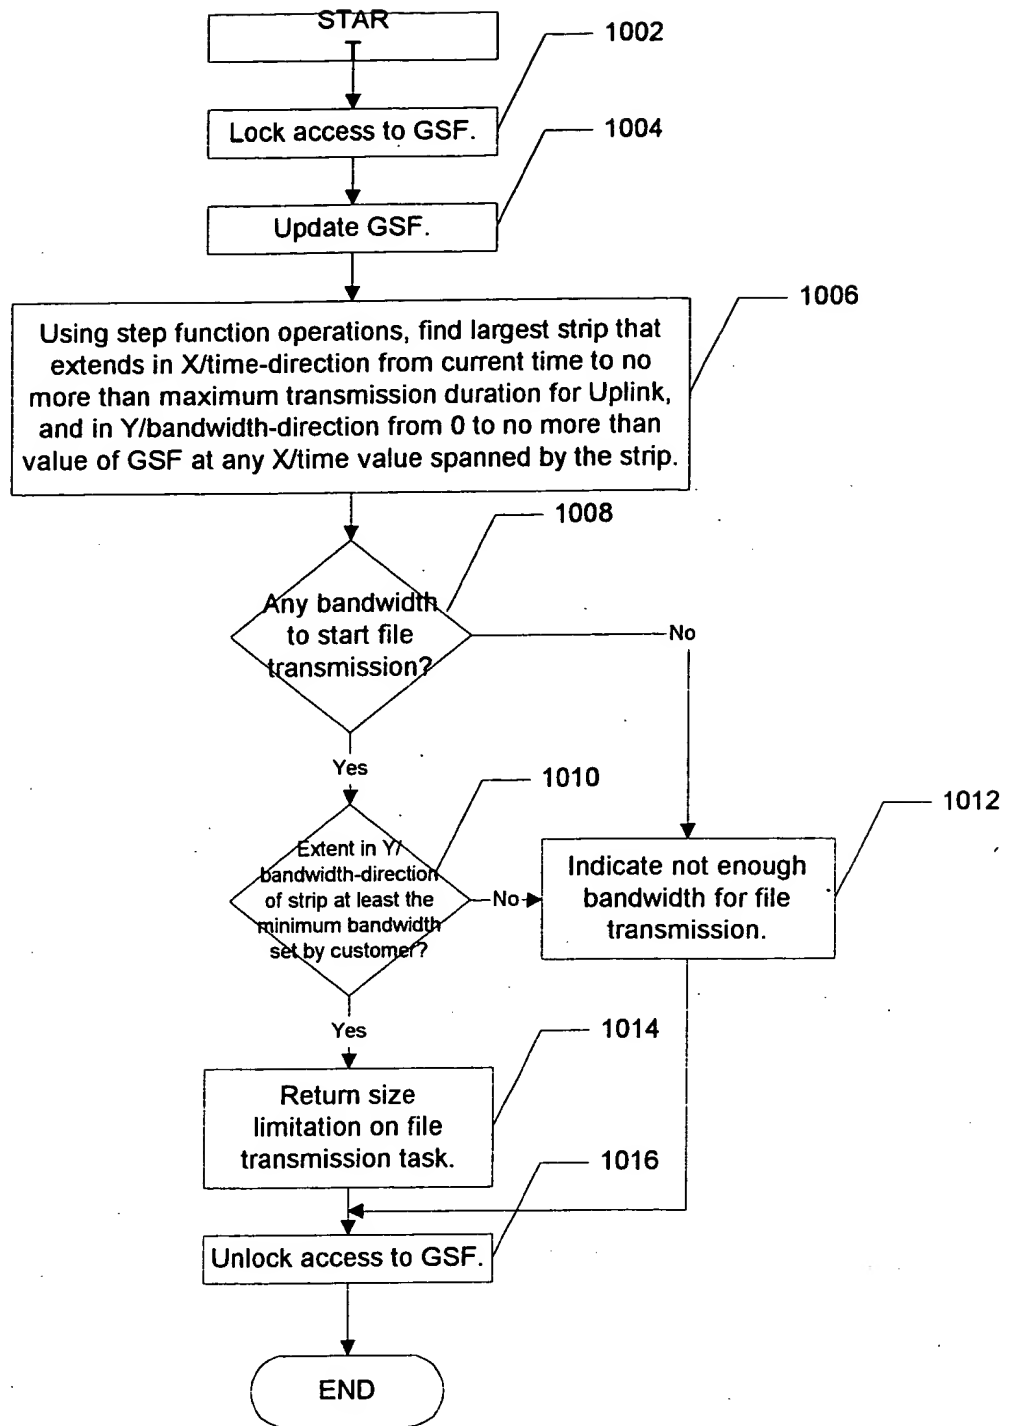 STAR
T
1002
Lock access to GSF.
1004
Update GSF.
1006
Using step function operations, find largest strip that
extends in X/time-direction from current time to no
more than maximum transmission duration for Uplink,
and in Y/bandwidth-direction from 0 to no more than
value of GSF at any X/time value spanned by the strip.
1008
Any bandwidth
to start file
transmission?
No
Yes
1010
1012
Extent in Y/
bandwidth-direction
of strip at least the
minimum bandwidth
set by customer?
No
Indicate not enough
bandwidth for file
transmission.
Yes
1014
Return size
limitation on file
transmission task.
1016
Unlock access to GSF.
END